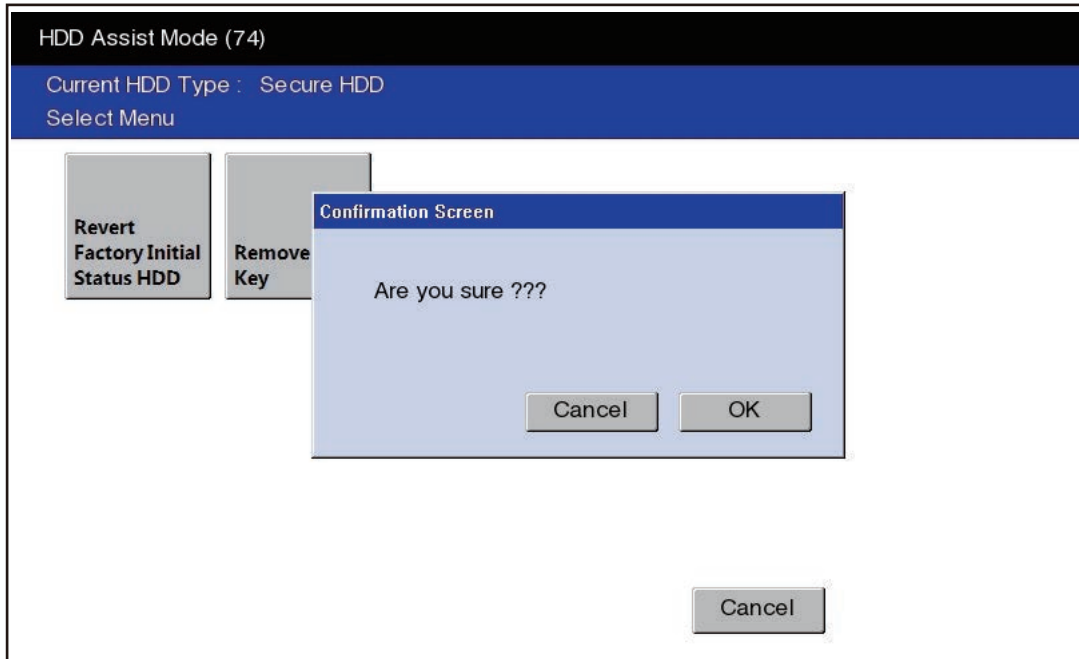 HDD Assist Mode (74)
Current HDD Type : Secure HDD
Select Menu
Revert
Factory Initial
Status HDD
Remove
Key
Confirmation Screen
Are you sure ???
Cancel
OK
Cancel